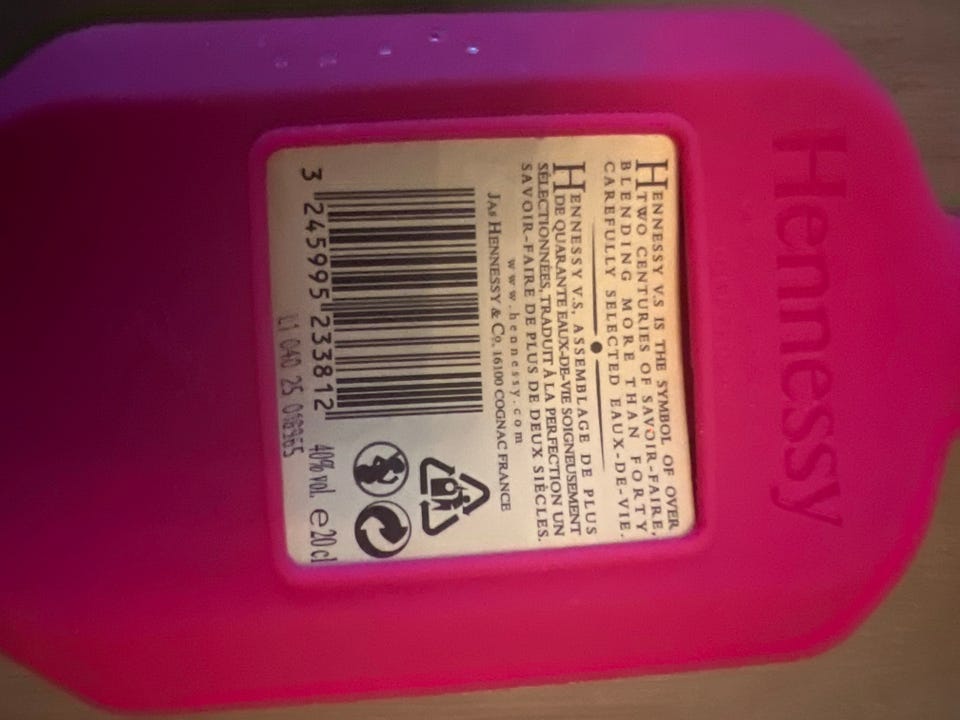 Hennessy
HENNESSY V.S IS THE SYMBOL OF OVER
TWO CENTURIES OF SAVOIR-FAIRE,
BLENDING MORE THAN FORTY
CAREFULLY SELECTED EAUX-DE-VIE.
HENNESSY V.S, ASSEMBLAGE DE PLUS
DE QUARANTE EAUX-DE-VIE SOIGNEUSEMENT
SÉLECTIONNÉES, TRADUIT À LA PERFECTION UN
SAVOIR-FAIRE DE PLUS DE DEUX SIÈCLES.
www.hennessy.com
JAS HENNESSY & CO. 16100 COGNAC FRANCE
3 245995 233812
40% vol. e 20 cl
L1 040 25 018965